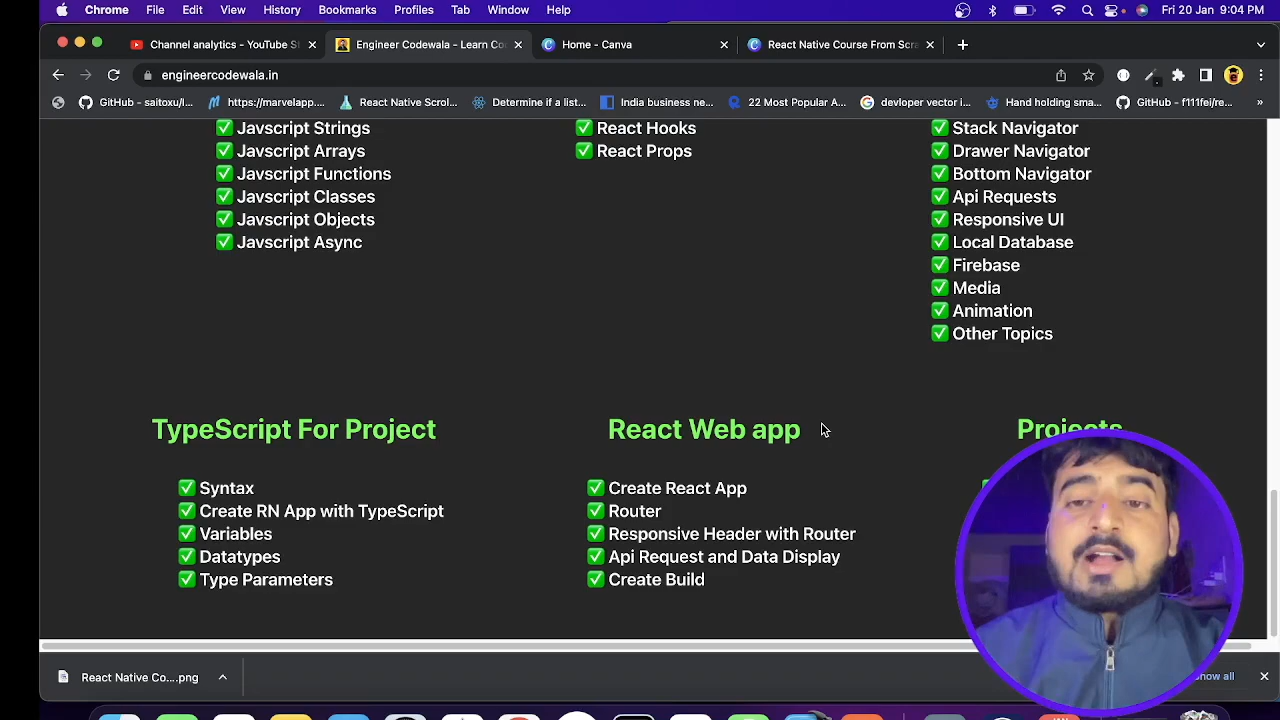 Chrome File Edit View History Bookmarks Profiles Tab Window Help Fri 20 Jan 9:04 PM
Channel analytics - YouTube S Engineer Codewala - Learn Co Home - Canva React Native Course From Scra
engineercodewala.in
GitHub - saitoxu/I... https://marvelapp.... React Native Scrol... Determine if a list... India business ne... 22 Most Popular A... devloper vector i... Hand holding sma... GitHub - f111fei/re... »
Javscript Strings
Javscript Arrays
Javscript Functions
Javscript Classes
Javscript Objects
Javscript Async
React Hooks
React Props
Stack Navigator
Drawer Navigator
Bottom Navigator
Api Requests
Responsive UI
Local Database
Firebase
Media
Animation
Other Topics
TypeScript For Project
Syntax
Create RN App with TypeScript
Variables
Datatypes
Type Parameters
React Web app
Create React App
Router
Responsive Header with Router
Api Request and Data Display
Create Build
Projects
React Native Co....png
Show all